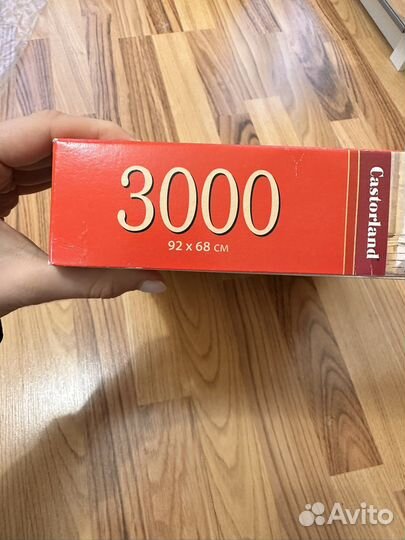 3000
92 x 68 CM
Castorland
Avito